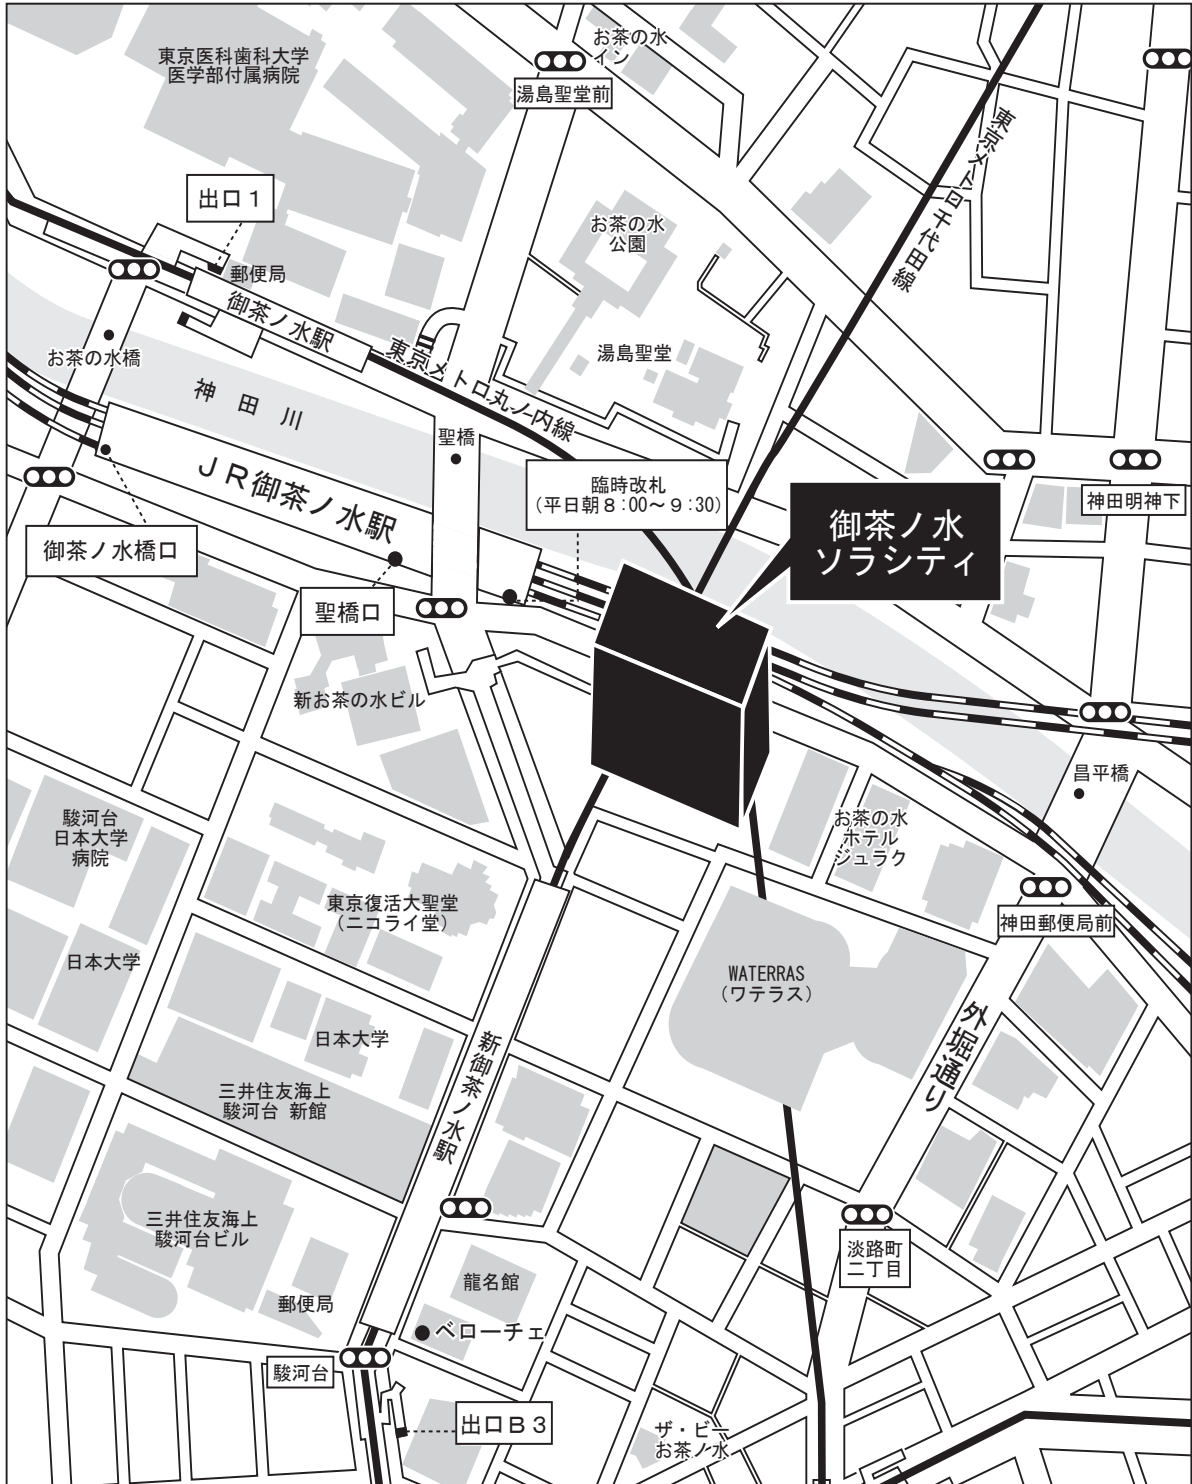 東京医科歯科大学
医学部付属病院
お茶の水
イン
湯島聖堂前
出口１
郵便局
御茶ノ水駅
お茶の水橋
お茶の水
公園
湯島聖堂
東京メトロ千代田線
東京メトロ丸ノ内線
神田川
聖橋
ＪＲ御茶ノ水駅
御茶ノ水橋口
聖橋口
臨時改札
(平日朝８:00～９:30)
御茶ノ水
ソラシティ
神田明神下
新お茶の水ビル
昌平橋
お茶の水
ホテル
ジュラク
神田郵便局前
駿河台
日本大学
病院
東京復活大聖堂
（ニコライ堂）
日本大学
WATERRAS
（ワテラス）
日本大学
新御茶ノ水駅
外堀通り
三井住友海上
駿河台 新館
三井住友海上
駿河台ビル
淡路町
二丁目
龍名館
郵便局
ベローチェ
駿河台
出口Ｂ３
ザ・ビー
お茶ノ水